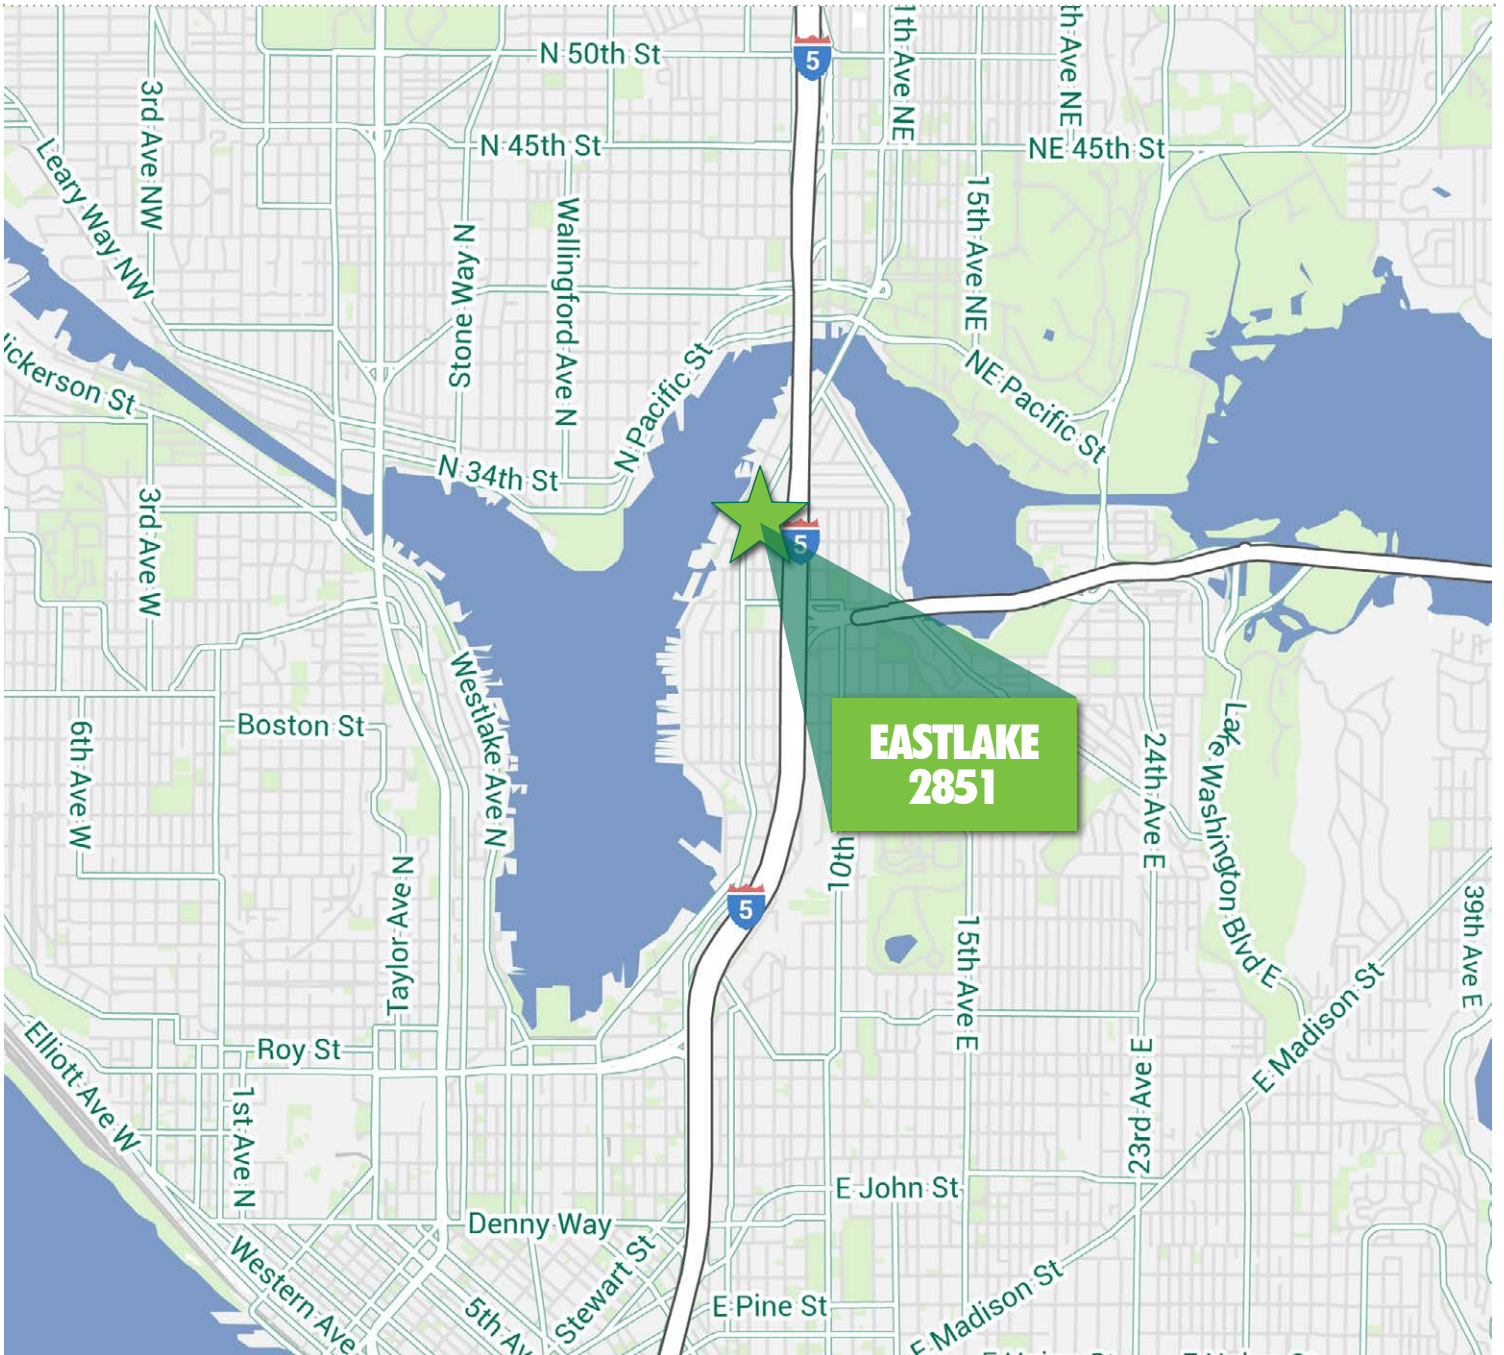 N 50th St
5
1th Ave NE
th Ave NE
3rd Ave NW
N 45th St
NE 45th St
Leary Way NW
15th Ave NE
Wallingford Ave N
Stone Way N
N Pacific St
NE Pacific St
ickerson St
N 34th St
3rd Ave W
5
Westlake Ave N
Boston St
6th Ave W
EASTLAKE
2851
24th Ave E
Lake Washington Blvd E
10th
Taylor Ave N
5
15th Ave E
39th Ave E
E Madison St
Roy St
Elliott Ave W
1st Ave N
23rd Ave E
E John St
Denny Way
Stewart St
Western Ave
5th Av
E Pine St
E Madison St